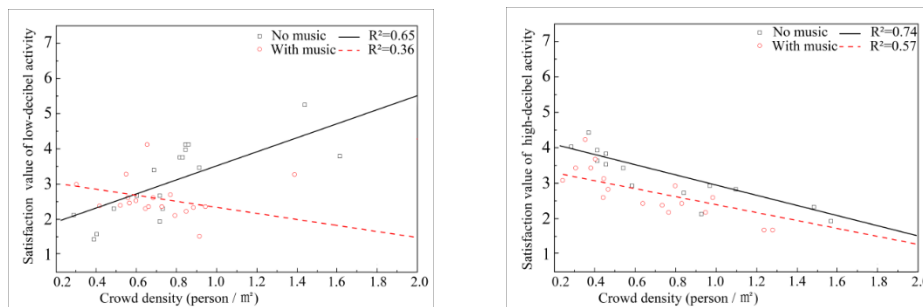 Satisfaction value of low-decibel activity
7
6
5
4
3
2
1
No music
R²=0.65
With music
R²=0.36
0.2 0.4 0.6 0.8 1.0 1.2 1.4 1.6 1.8 2.0
Crowd density (person / m²)
Satisfaction value of high-decibel activity
7
6
5
4
3
2
1
No music
R²=0.74
With music
R²=0.57
0.2 0.4 0.6 0.8 1.0 1.2 1.4 1.6 1.8 2.0
Crowd density (person / m²)